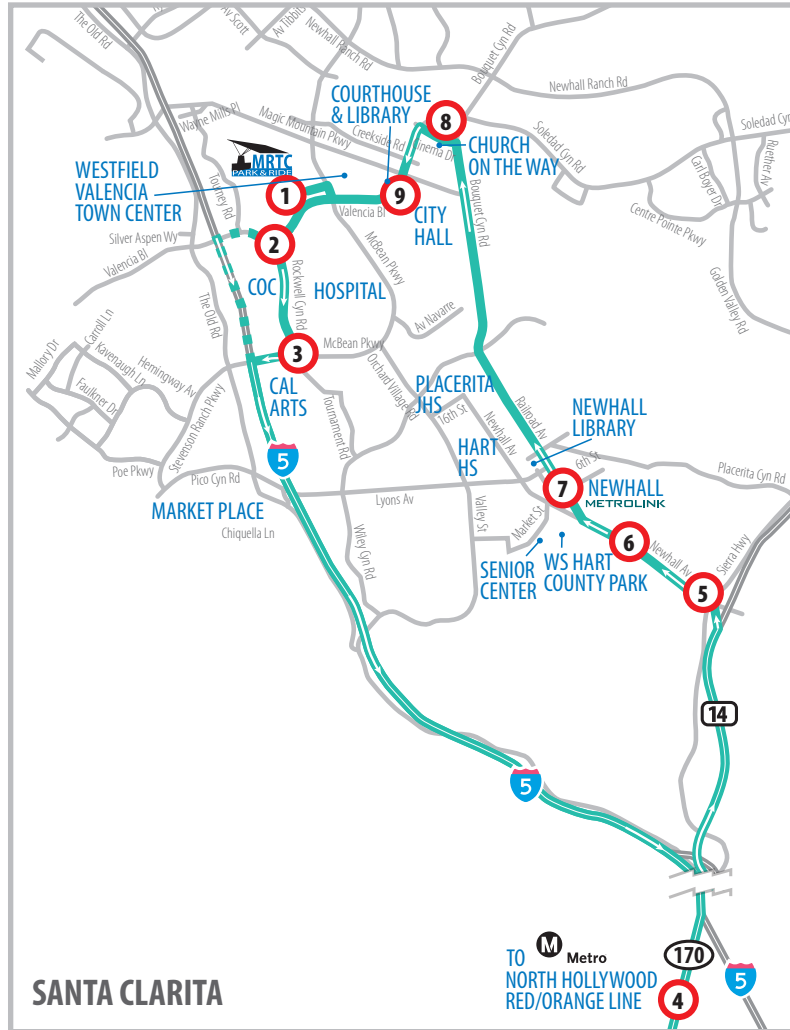 The Old Rd
Av Scott
Av Tibbitts
Newhall Ranch Rd
Bouquet Cyn Rd
Newhall Ranch Rd
Wayne Mills Pl
Magic Mountain Pkwy
COURTHOUSE
& LIBRARY
8
Creekside Rd
Cinema Dr
CHURCH
ON THE WAY
Soledad Cyn Rd
Soledad Cyn
Ruether Av
Carl Boyer Dr
MRTC
PARK & RIDE
WESTFIELD
VALENCIA
TOWN CENTER
Tourney Rd
1
9
CITY
HALL
Valencia Bl
Bouquet Cyn Rd
Centre Pointe Pkwy
Silver Aspen Wy
Valencia Bl
2
McBean Pkwy
Golden Valley Rd
COC
Rockwell Cyn Rd
HOSPITAL
The Old Rd
Av Navarre
3
McBean Pkwy
Mallory Dr
Carroll Ln
Kavenaugh Ln
Hemingway Av
Faulkner Dr
CAL
ARTS
Orchard Village Rd
PLACERITA
JHS
16th St
Newhall Av
Railroad Av
NEWHALL
LIBRARY
Stevenson Ranch Pkwy
Tournament Rd
HART
HS
6th St
Poe Pkwy
Pico Cyn Rd
5
Placerita Cyn Rd
7
NEWHALL
METROLINK
Lyons Av
MARKET PLACE
Chiquella Ln
Wiley Cyn Rd
Valley St
Market St
6
SENIOR
CENTER
WS HART
COUNTY PARK
Newhall Av
Sierra Hwy
5
14
5
TO
M Metro
NORTH HOLLYWOOD
RED/ORANGE LINE
170
5
4
SANTA CLARITA